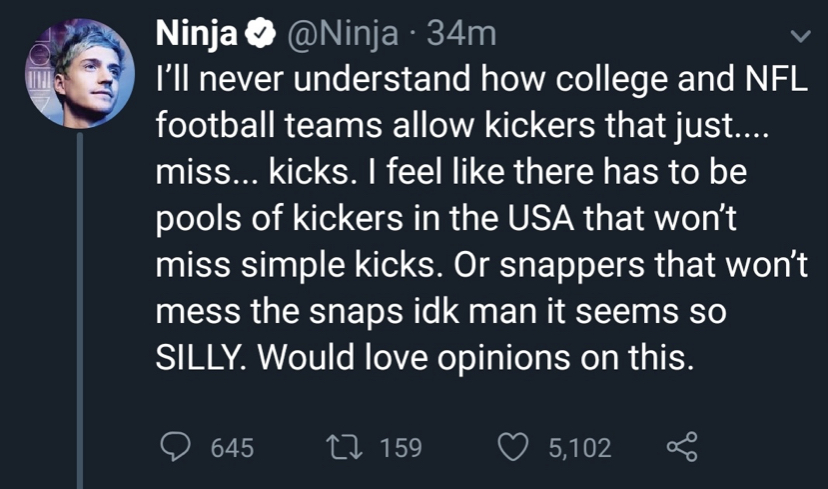 Ninja @Ninja · 34m
I'll never understand how college and NFL
football teams allow kickers that just....
miss... kicks. I feel like there has to be
pools of kickers in the USA that won't
miss simple kicks. Or snappers that won't
mess the snaps idk man it seems so
SILLY. Would love opinions on this.
645 159 5,102